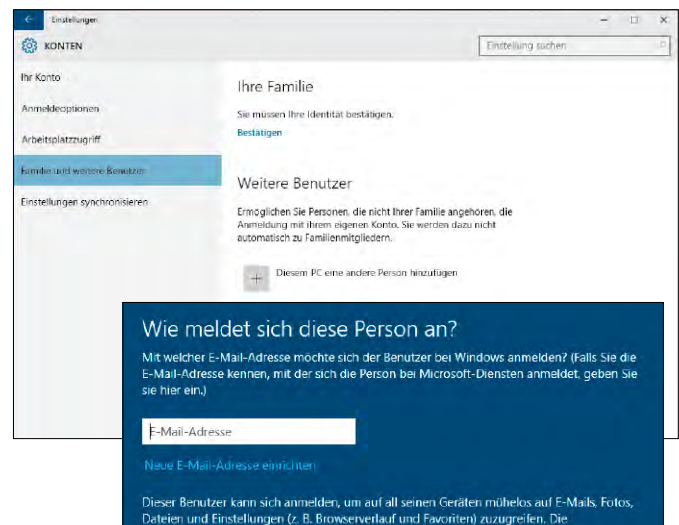 Einstellungen
KONTEN
Einstellung suchen
Ihr Konto
Anmeldeoptionen
Arbeitsplatzzugriff
Familie und weitere Benutzer
Einstellungen synchronisieren
Ihre Familie
Sie müssen Ihre Identität bestätigen.
Bestätigen
Weitere Benutzer
Ermöglichen Sie Personen, die nicht Ihrer Familie angehören, die
Anmeldung mit ihrem eigenen Konto. Sie werden dazu nicht
automatisch zu Familienmitgliedern.
Diesem PC eine andere Person hinzufügen
Wie meldet sich diese Person an?
Mit welcher E-Mail-Adresse möchte sich der Benutzer bei Windows anmelden? (Falls Sie die
E-Mail-Adresse kennen, mit der sich die Person bei Microsoft-Diensten anmeldet, geben Sie
sie hier ein.)
E-Mail-Adresse
Neue E-Mail-Adresse einrichten
Dieser Benutzer kann sich anmelden, um auf all seinen Geräten mühelos auf E-Mails, Fotos,
Dateien und Einstellungen (z. B. Browserverlauf und Favoriten) zuzugreifen. Die